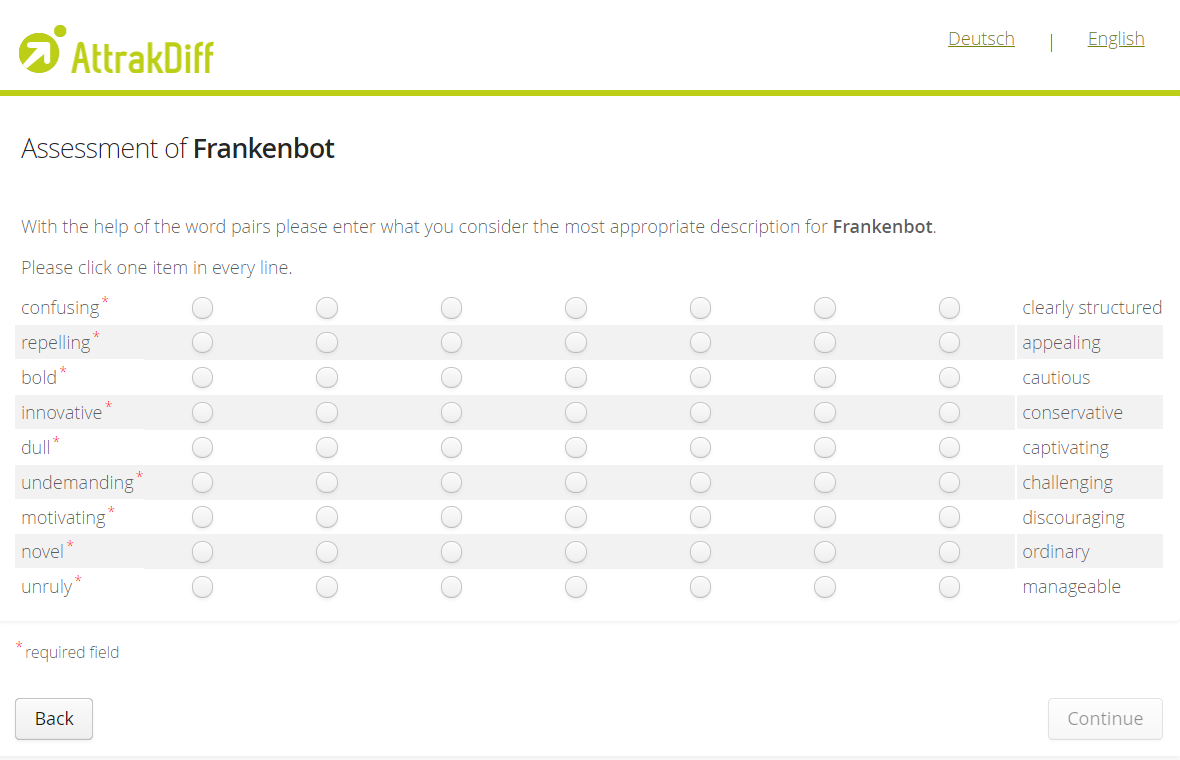 AttrakDiff
Deutsch | English
Assessment of Frankenbot
With the help of the word pairs please enter what you consider the most appropriate description for Frankenbot.
Please click one item in every line.
confusing* clearly structured
repelling* appealing
bold* cautious
innovative* conservative
dull* captivating
undemanding* challenging
motivating* discouraging
novel* ordinary
unruly* manageable
* required field
Back Continue